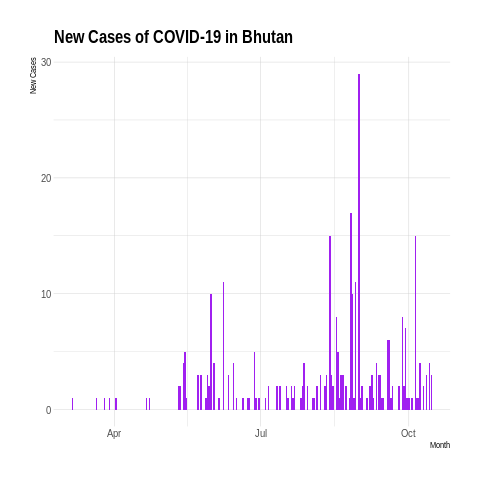 New Cases of COVID-19 in Bhutan
New Cases
30
20
10
0
Apr
Jul
Oct
Month